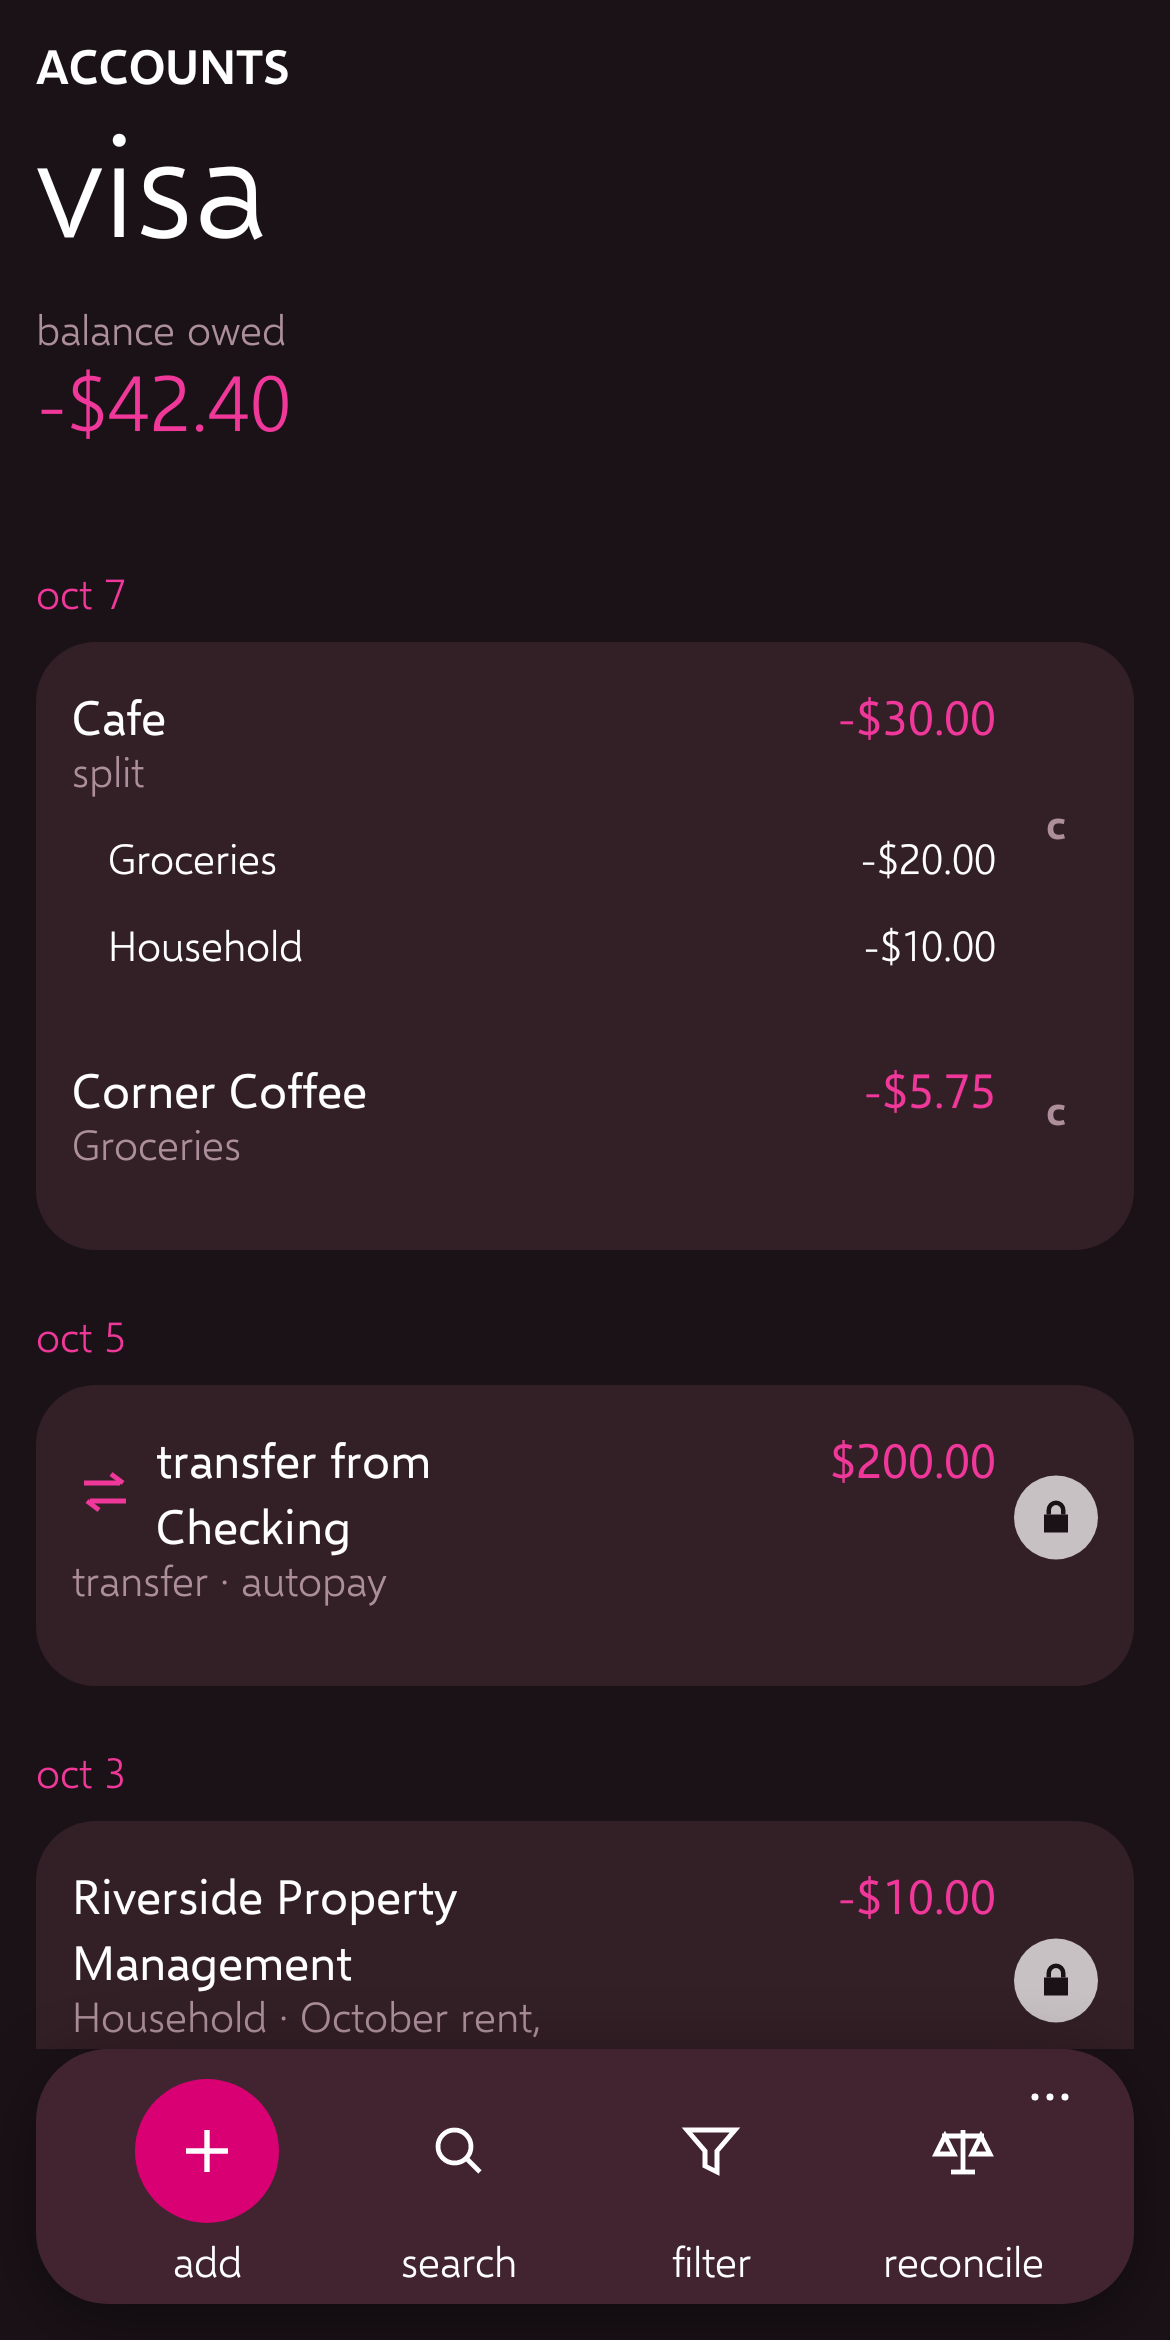 ACCOUNTS
visa
balance owed
-$42.40
oct 7
Cafe -$30.00
split
c
Groceries -$20.00
Household -$10.00
Corner Coffee -$5.75
c
Groceries
oct 5
transfer from $200.00
Checking
transfer · autopay
oct 3
Riverside Property -$10.00
Management
Household · October rent,
...
add search filter reconcile